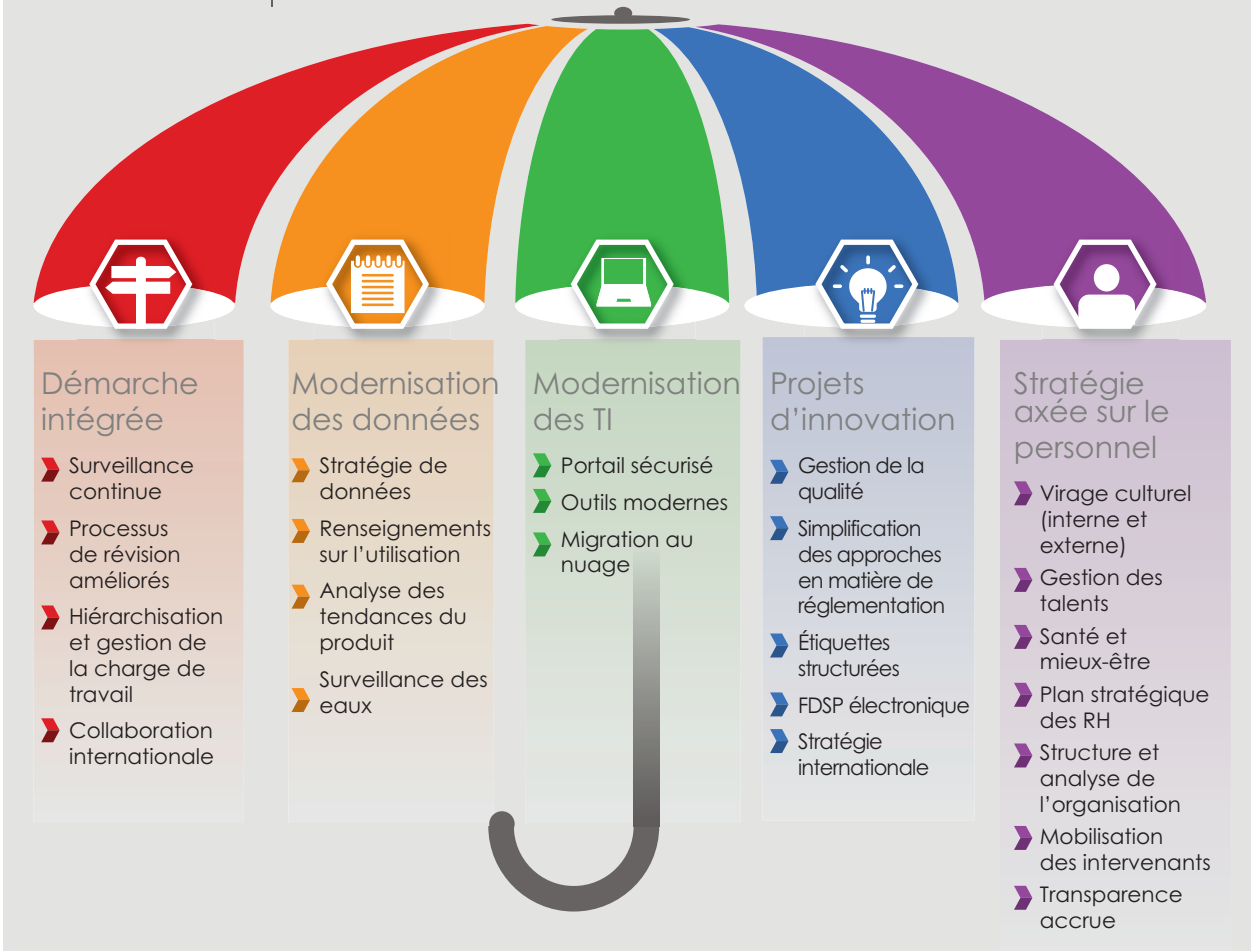 Démarche
intégrée
Surveillance
continue
Processus
de révision
améliorés
Hiérarchisation
et gestion de
la charge de
travail
Collaboration
internationale
Modernisation
des données
Stratégie de
données
Renseignements
sur l’utilisation
Analyse des
tendances du
produit
Surveillance des
eaux
Modernisation
des TI
Portail sécurisé
Outils modernes
Migration au
nuage
Projets
d’innovation
Gestion de la
qualité
Simplification
des approches
en matière de
réglementation
Étiquettes
structurées
FDSP électronique
Stratégie
internationale
Stratégie
axée sur le
personnel
Virage culturel
(interne et
externe)
Gestion des
talents
Santé et
mieux-être
Plan stratégique
des RH
Structure et
analyse de
l’organisation
Mobilisation
des intervenants
Transparence
accrue